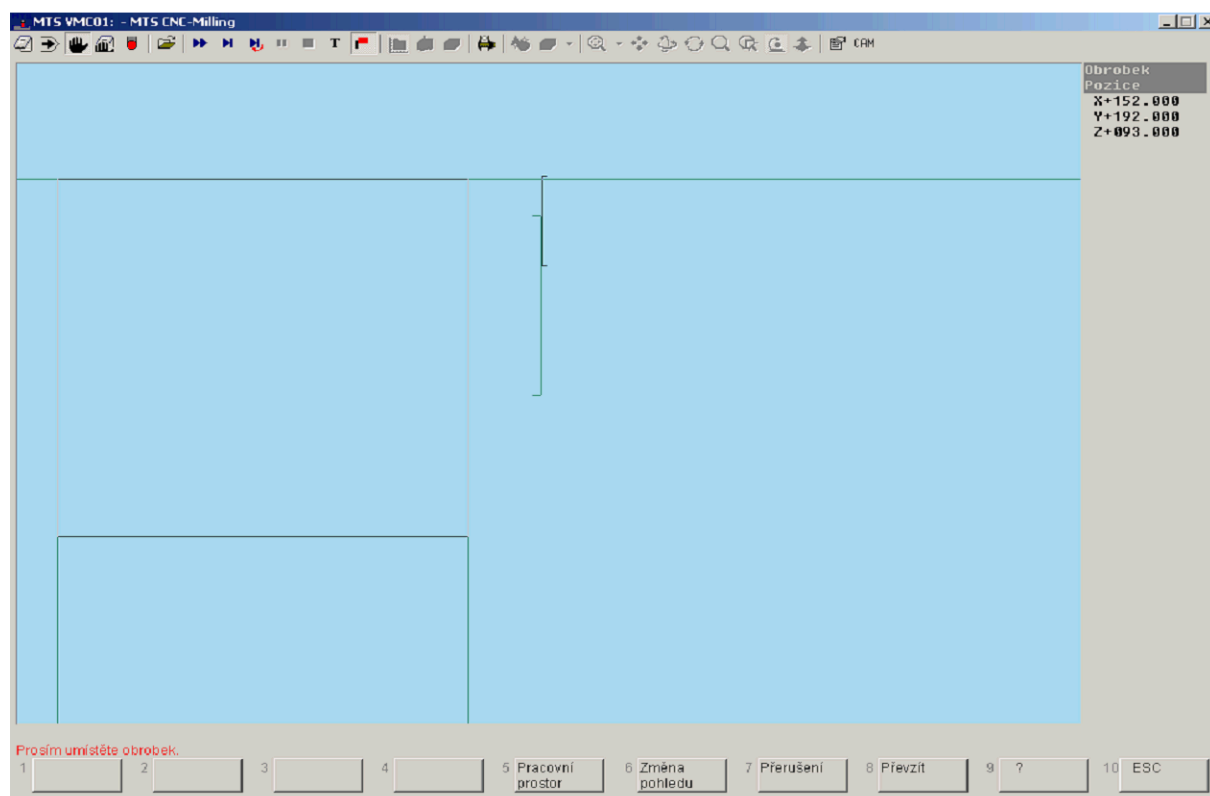 MTS VMC01: - MTS CNC-Milling
T CAM
Obrobek
Pozice
X+152.000
Y+192.000
Z+093.000
Prosím umístěte obrobek.
1 2 3 4 5 Pracovní prostor 6 Změna pohledu 7 Přerušení 8 Převzít 9 ? 10 ESC